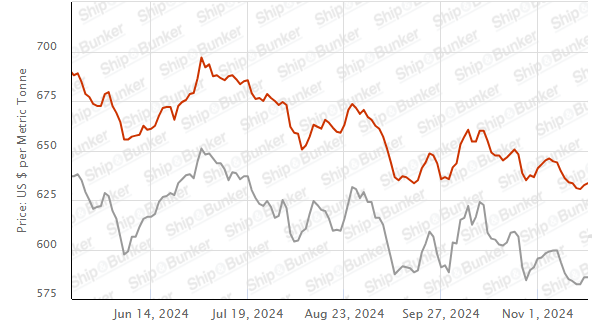 700
675
650
625
600
575
Price: US $ per Metric Tonne
Jun 14, 2024 Jul 19, 2024 Aug 23, 2024 Sep 27, 2024 Nov 1, 2024
Ship & Bunker